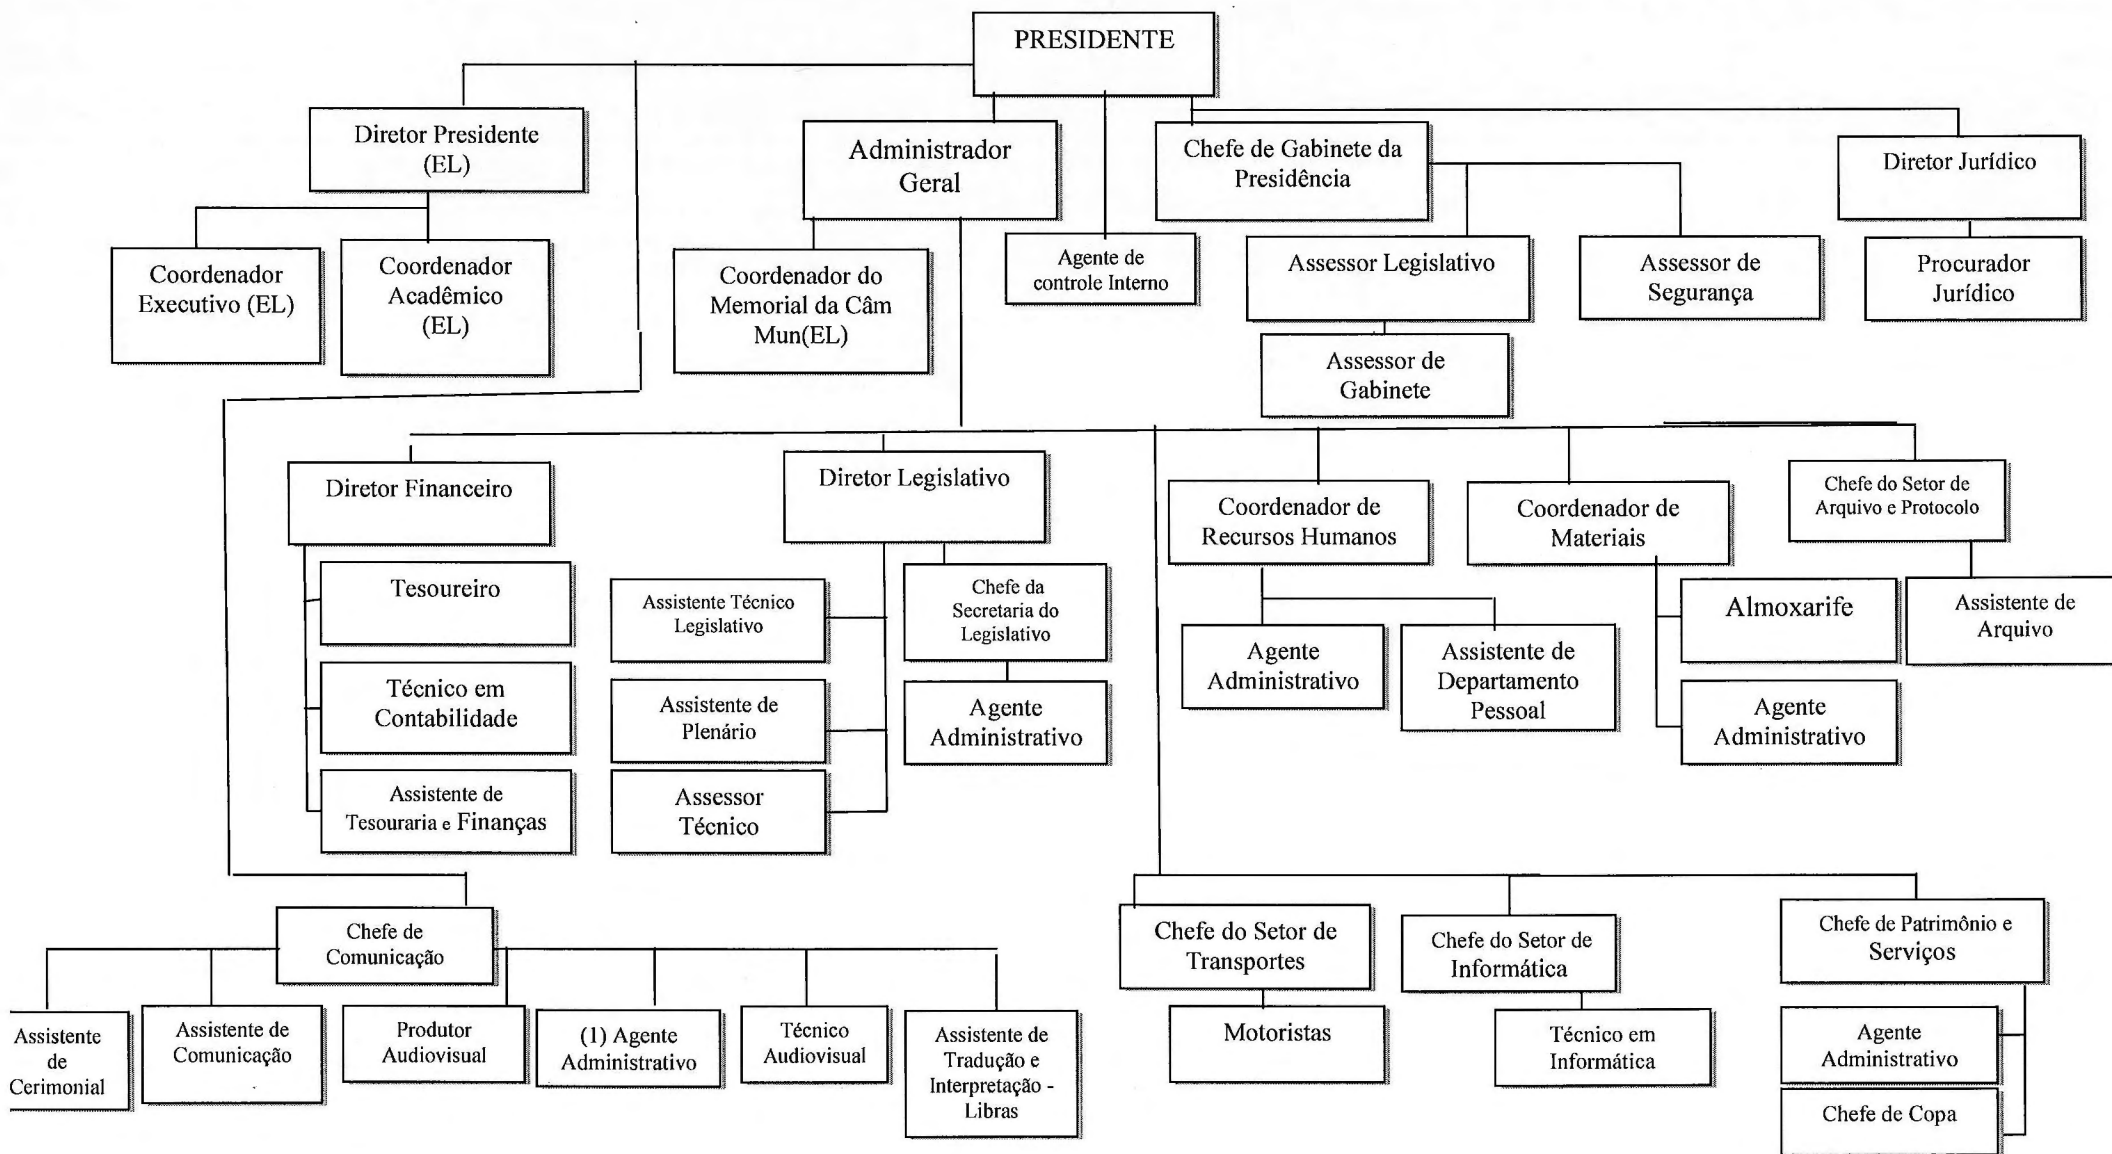 PRESIDENTE
Diretor Presidente
(EL)
Administrador
Geral
Chefe de Gabinete da
Presidência
Diretor Jurídico
Coordenador
Executivo (EL)
Coordenador
Acadêmico
(EL)
Coordenador do
Memorial da Câm
Mun(EL)
Agente de
controle Interno
Assessor Legislativo
Assessor de
Segurança
Procurador
Jurídico
Assessor de
Gabinete
Diretor Financeiro
Diretor Legislativo
Coordenador de
Recursos Humanos
Coordenador de
Materiais
Chefe do Setor de
Arquivo e Protocolo
Tesoureiro
Assistente Técnico
Legislativo
Chefe da
Secretaria do
Legislativo
Agente
Administrativo
Assistente de
Departamento
Pessoal
Almoxarife
Assistente de
Arquivo
Técnico em
Contabilidade
Assistente de
Plenário
Agente
Administrativo
Agente
Administrativo
Assistente de
Tesouraria e Finanças
Assessor
Técnico
Chefe de
Comunicação
Chefe do Setor de
Transportes
Chefe do Setor de
Informática
Chefe de Patrimônio e
Serviços
Assistente
de
Cerimonial
Assistente de
Comunicação
Produtor
Audiovisual
(1) Agente
Administrativo
Técnico
Audiovisual
Assistente de
Tradução e
Interpretação -
Libras
Motoristas
Técnico em
Informática
Agente
Administrativo
Chefe de Copa